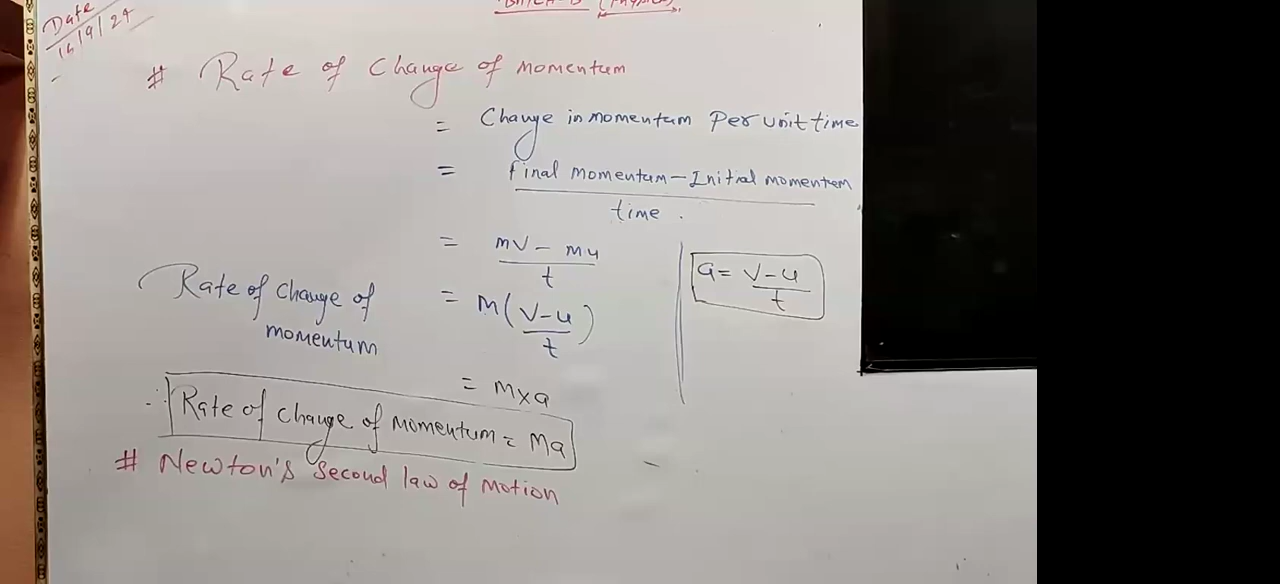 Date
16/9/24
# Rate of Change of momentum
= Change in momentum Per unit time
= final momentum - Initial momentum
time .
= mv - mu
t
a = v - u
t
Rate of change of
momentum
= m ( v - u )
t
= m x a
∴ Rate of change of momentum = ma
# Newton's Second law of motion